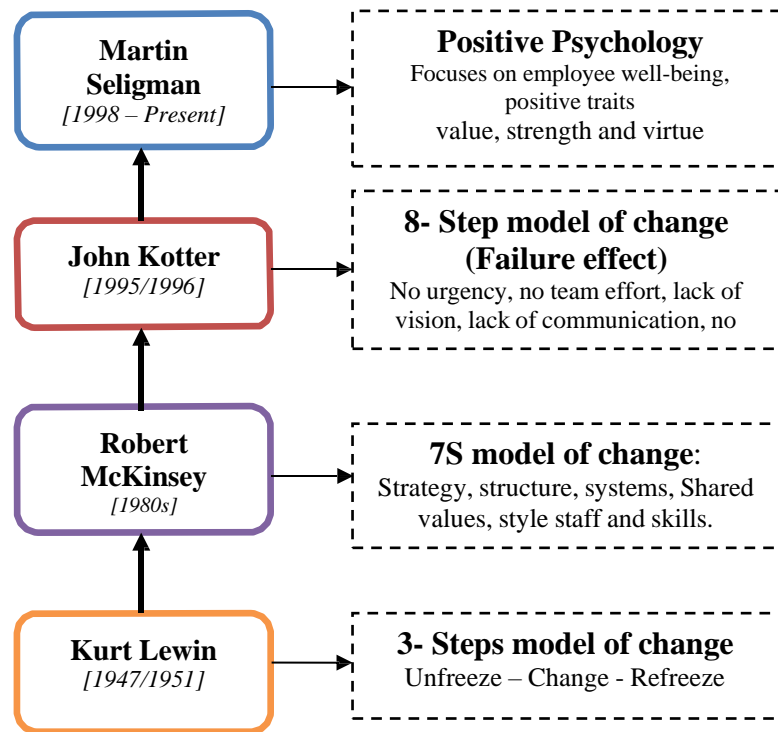 Martin
Seligman
[1998 – Present]
Positive Psychology
Focuses on employee well-being,
positive traits
value, strength and virtue
John Kotter
[1995/1996]
8- Step model of change
(Failure effect)
No urgency, no team effort, lack of
vision, lack of communication, no
Robert
McKinsey
[1980s]
7S model of change:
Strategy, structure, systems, Shared
values, style staff and skills.
Kurt Lewin
[1947/1951]
3- Steps model of change
Unfreeze – Change - Refreeze